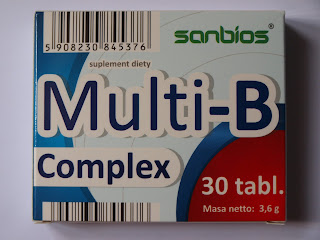 5 908230 845376
sanbios®
suplement diety
Multi-B
Complex
30 tabl.
Masa netto: 3,6 g